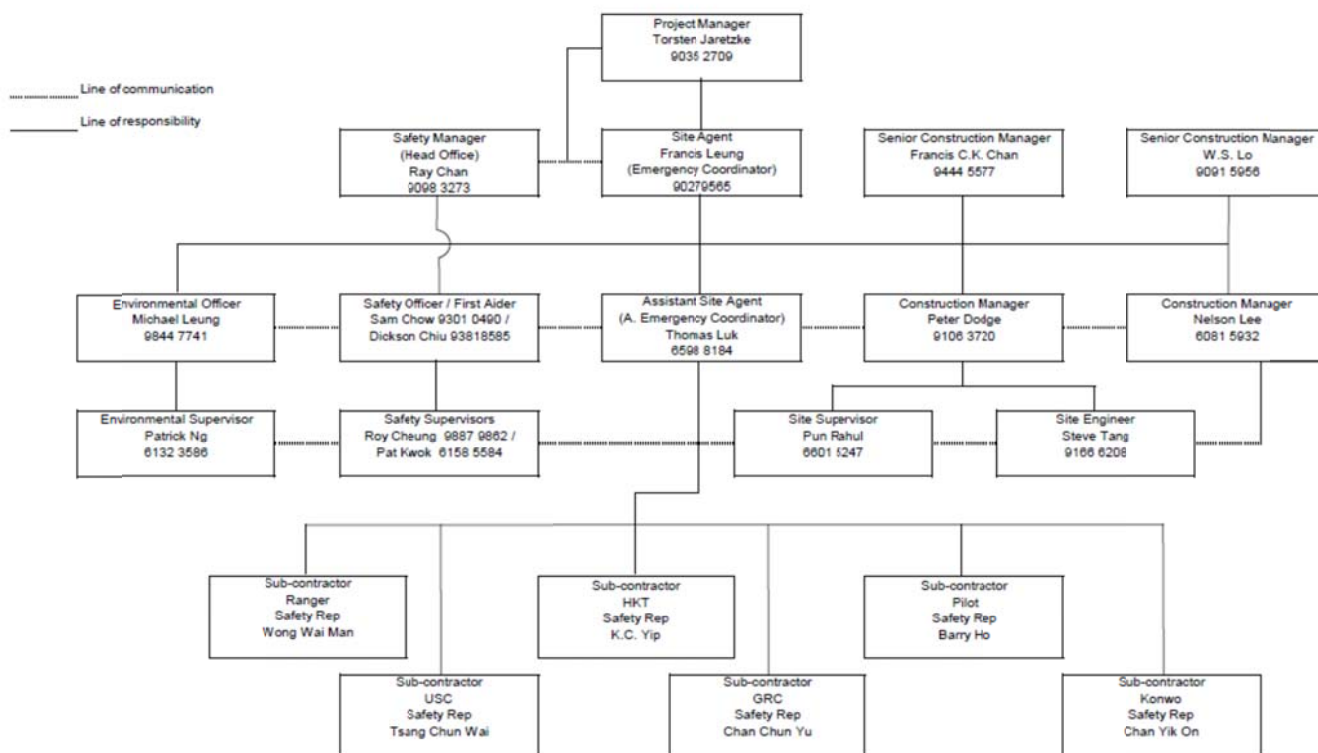 Project Manager
Torsten Jaretzke
9035 2709
Line of communication
Line of responsibility
Safety Manager
(Head Office)
Ray Chan
9098 3273
Site Agent
Francis Leung
(Emergency Coordinator)
90279565
Senior Construction Manager
Francis C.K. Chan
9444 5577
Senior Construction Manager
W.S. Lo
9091 5956
Environmental Officer
Michael Leung
9844 7741
Safety Officer / First Aider
Sam Chow 9301 0490 /
Dickson Chiu 93818585
Assistant Site Agent
(A. Emergency Coordinator)
Thomas Luk
6598 8184
Construction Manager
Peter Dodge
9106 3720
Construction Manager
Nelson Lee
6081 5932
Environmental Supervisor
Patrick Ng
6132 3586
Safety Supervisors
Roy Cheung 9887 9862 /
Pat Kwok 6158 5584
Site Supervisor
Pun Rahul
6601 5247
Site Engineer
Steve Tang
9166 6208
Sub-contractor
Ranger
Safety Rep
Wong Wai Man
Sub-contractor
HKT
Safety Rep
K.C. Yip
Sub-contractor
Pilot
Safety Rep
Barry Ho
Sub-contractor
USC
Safety Rep
Tsang Chun Wai
Sub-contractor
GRC
Safety Rep
Chan Chun Yu
Sub-contractor
Konwo
Safety Rep
Chan Yik On